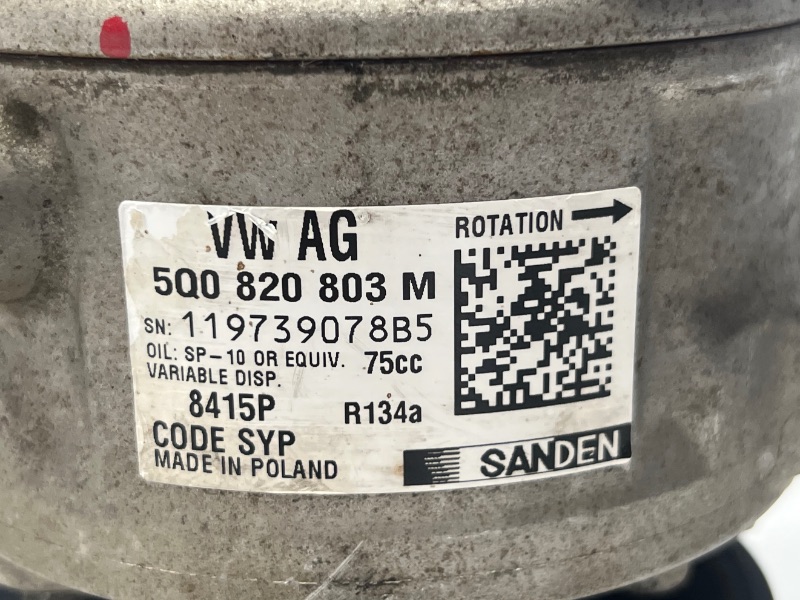 VW AG
ROTATION
5Q0 820 803 M
SN: 119739078B5
OIL: SP-10 OR EQUIV. 75cc
VARIABLE DISP.
8415P R134a
CODE SYP
MADE IN POLAND
SANDEN